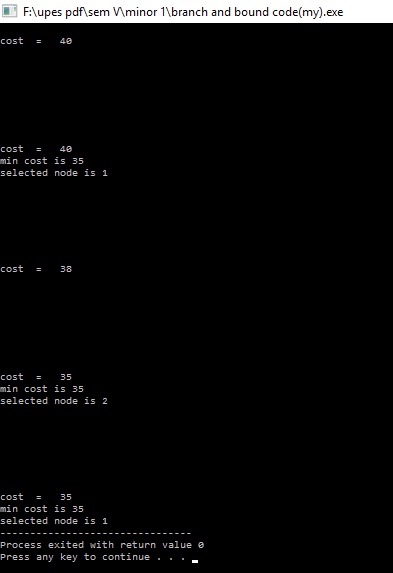 F:\upes pdf\sem V\minor 1\branch and bound code(my).exe
cost  =   40
cost  =   40
min cost is 35
selected node is 1
cost  =   38
cost  =   35
min cost is 35
selected node is 2
cost  =   35
min cost is 35
selected node is 1
--------------------------------
Process exited with return value 0
Press any key to continue . . .